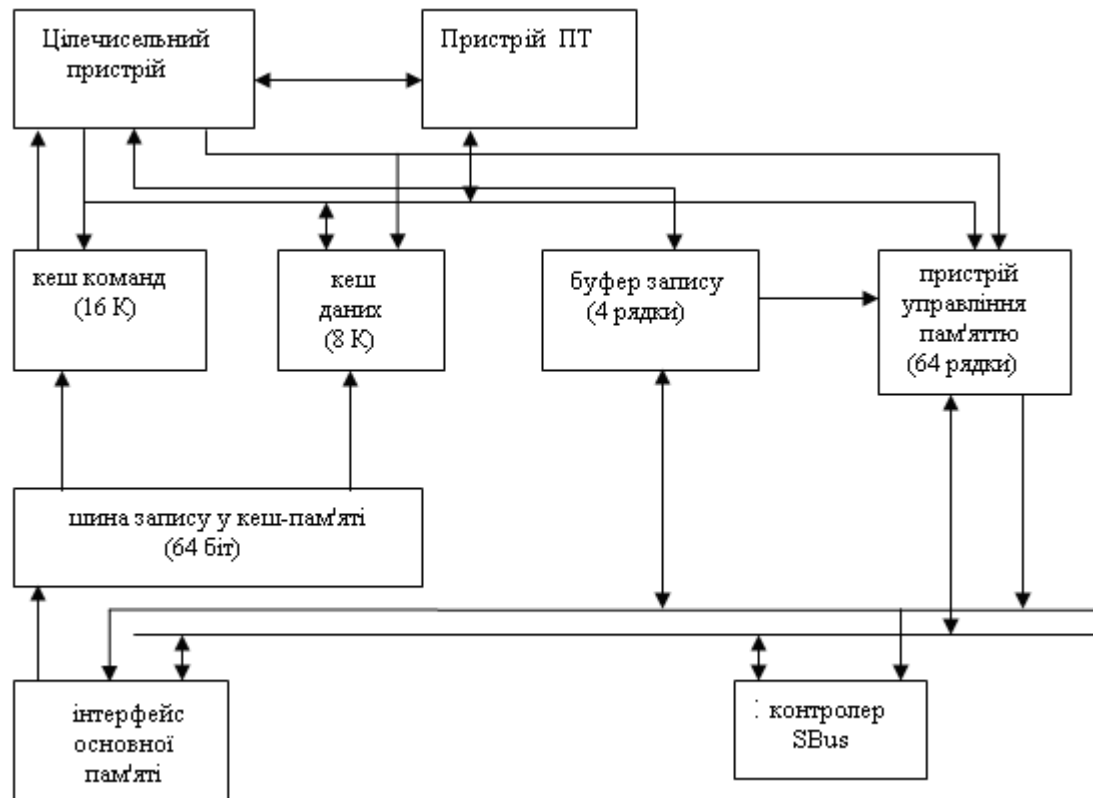 Цілечисельний
пристрій
Пристрій ПТ
кеш команд
(16 К)
кеш
даних
(8 К)
буфер запису
(4 рядки)
пристрій
управління
пам'яттю
(64 рядки)
шина запису у кеш-пам'яті
(64 біт)
інтерфейс
основної
пам'яті
: контролер
SBus